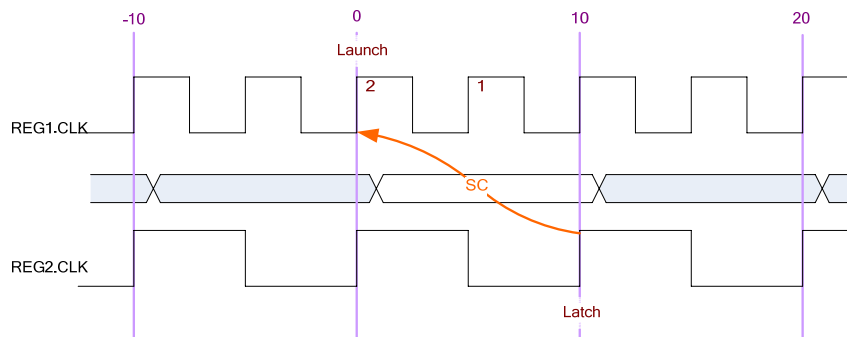 -10 0 10 20
Launch
2 1
REG1.CLK
SC
REG2.CLK
Latch